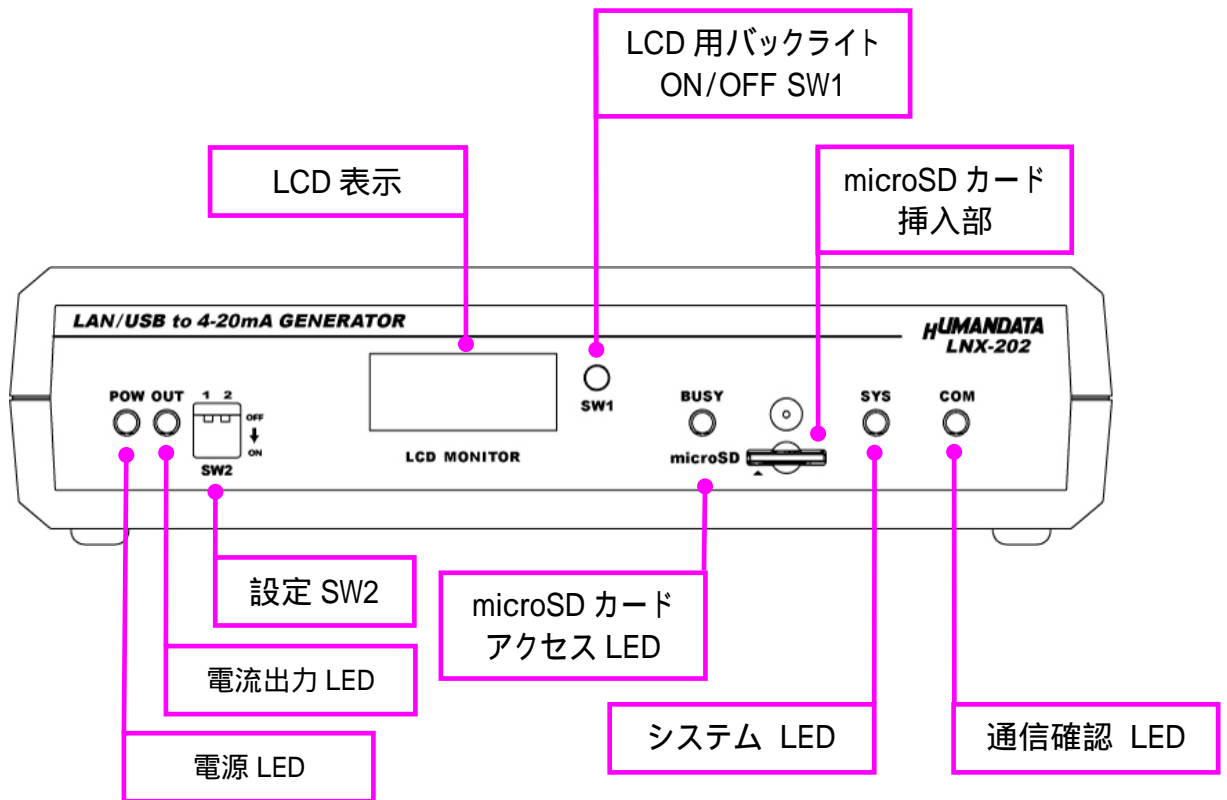 LCD 用バックライト
ON/OFF SW1
LCD 表示
microSD カード
挿入部
LAN/USB to 4-20mA GENERATOR
HUMANDATA
LNX-202
POW OUT
1 2
OFF
ON
SW2
LCD MONITOR
SW1
BUSY
microSD
SYS
COM
設定 SW2
microSD カード
アクセス LED
電流出力 LED
システム LED
通信確認 LED
電源 LED